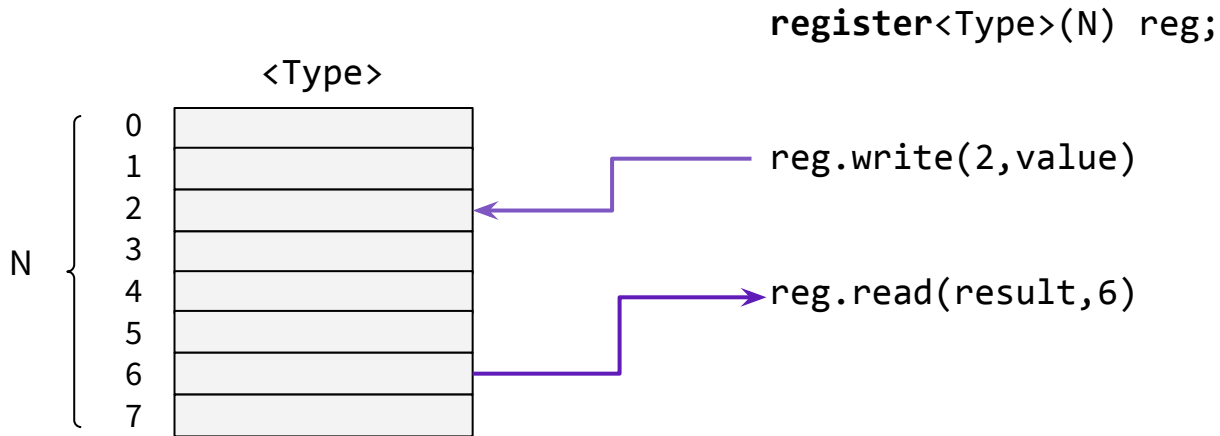 register<Type>(N) reg;
<Type>
0
1
reg.write(2,value)
2
3
N
4
reg.read(result,6)
5
6
7